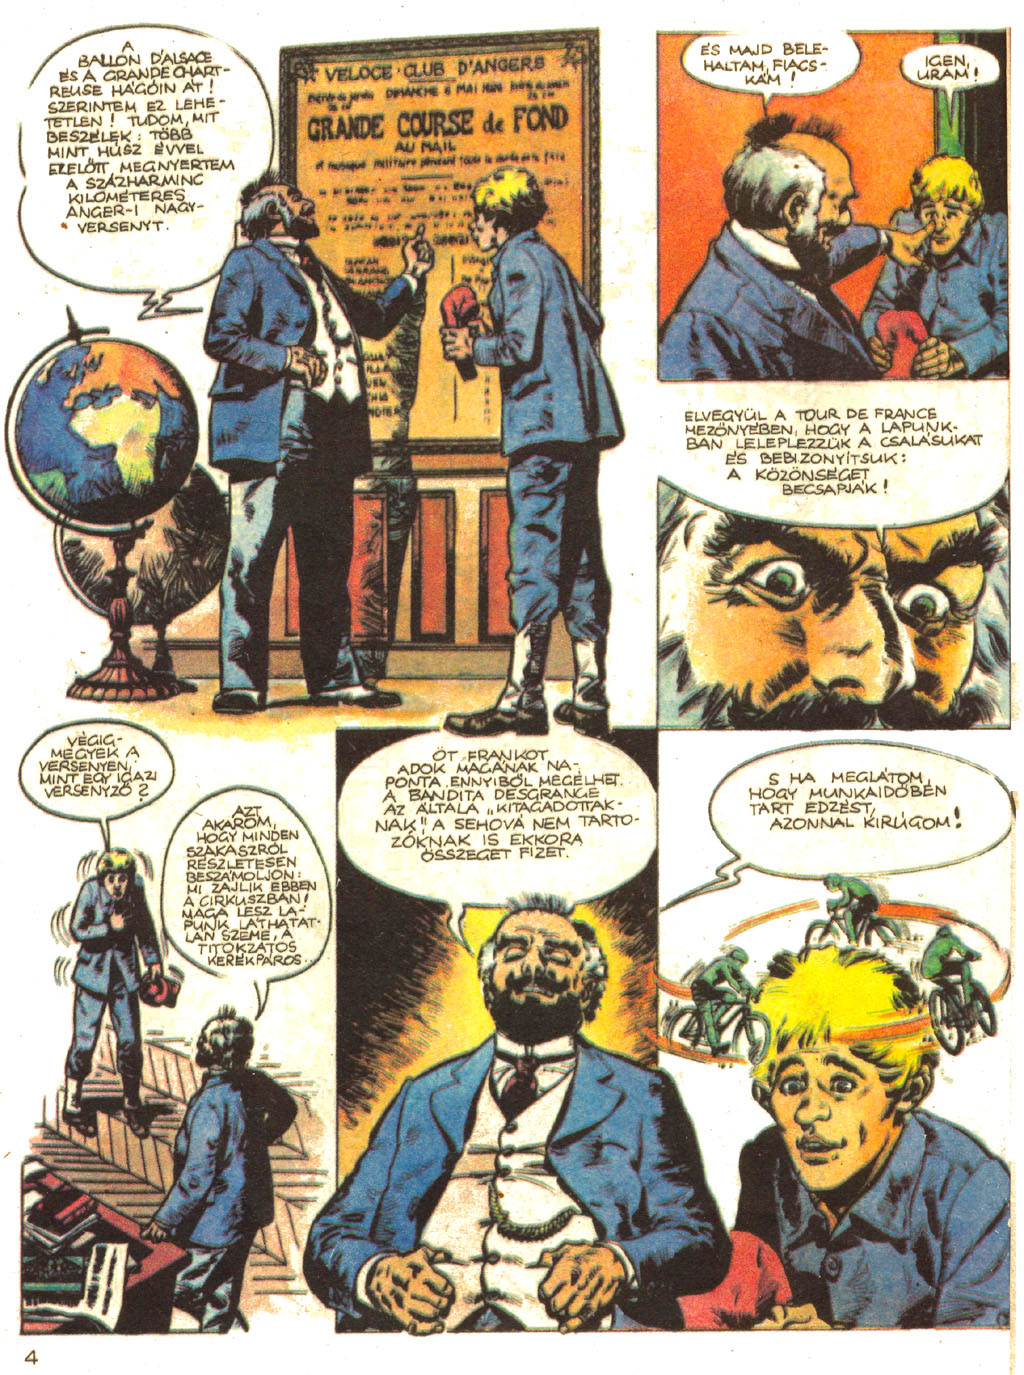 A
BALLON D'ALSACE
ÉS A GRANDE CHART-
REUSE HÁGÓIN ÁT!
SZERINTEM EZ LEHE-
TETLEN! TUDOM, MIT
BESZÉLEK: TÖBB
MINT HÚSZ ÉVVEL
EZELŐTT MEGNYERTEM
A SZÁZHARMINC
KILOMÉTERES
ANGER-I NAGY-
VERSENYT.
VELOCE-CLUB D'ANGERS
DIMANCHE 6 MAI
GRANDE COURSE de FOND
AU MAIL
ÉS MAJD BELE-
HALTAM, FIACS-
KÁM!
IGEN,
URAM!
ELVEGYÜL A TOUR DE FRANCE
MEZŐNYÉBEN, HOGY A LAPUNK-
BAN LELEPLEZZÜK A CSALÁSUKAT
ÉS BEBIZONYÍTSUK:
A KÖZÖNSÉGET
BECSAPJÁK!
VÉGIG-
MEGYEK A
VERSENYEN,
MINT EGY IGAZI
VERSENYZŐ?
AZT
AKAROM,
HOGY MINDEN
SZAKASZRÓL
RÉSZLETESEN
BESZÁMOLJON:
MI ZAJLIK EBBEN
A CIRKUSZBAN!
MAGA LESZ LA-
PUNK LÁTHATAT-
LAN SZEME, A
TITOKZATOS
KERÉKPÁROS...
ÖT FRANKOT
ADOK MAGÁNAK NA-
PONTA, ENNYIBŐL MEGÉLHET.
A BANDITA DESGRANGE
AZ ÁLTALA „KITAGADOTTAK-
NAK", A SEHOVÁ NEM TARTO-
ZÓKNAK IS EKKORA
ÖSSZEGET FIZET.
S HA MEGLÁTOM,
HOGY MUNKAIDŐBEN
TART EDZÉST,
AZONNAL KIRÚGOM!
4